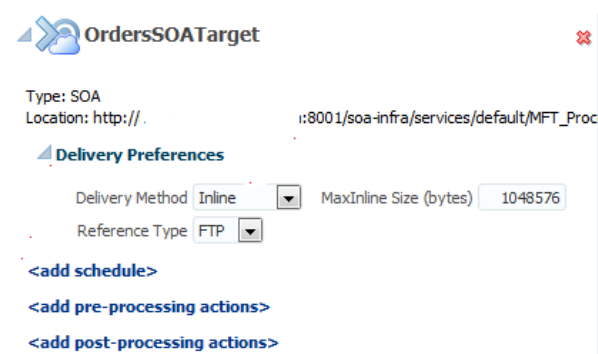 OrdersSOATarget
Type: SOA
Location: http:// :8001/soa-infra/services/default/MFT_Proc
Delivery Preferences
Delivery Method Inline MaxInline Size (bytes) 1048576
Reference Type FTP
<add schedule>
<add pre-processing actions>
<add post-processing actions>